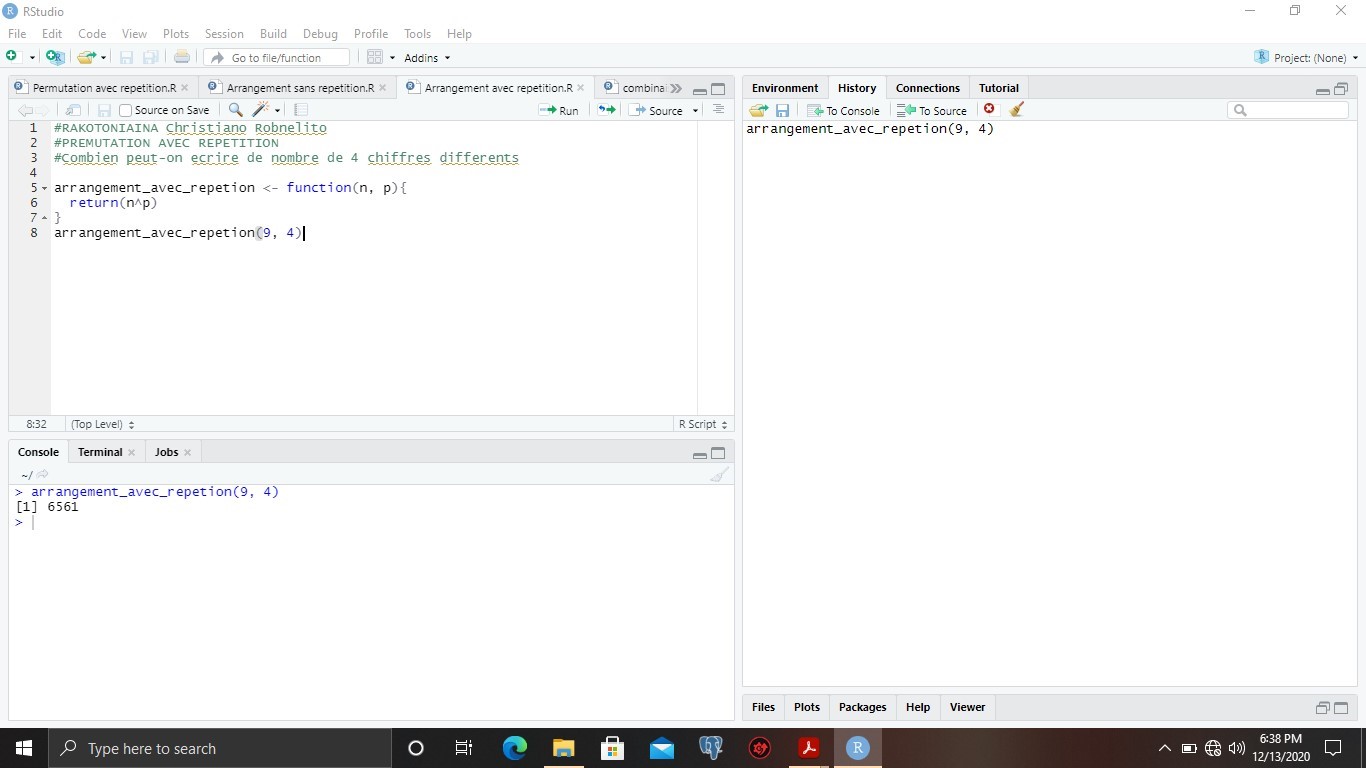 RStudio
File Edit Code View Plots Session Build Debug Profile Tools Help
Go to file/function Addins Project: (None)
Permutation avec repetition.R Arrangement sans repetition.R Arrangement avec repetition.R combinai
Source on Save Run Source
1 #RAKOTONIAINA Christiano Robnelito
2 #PREMUTATION AVEC REPETITION
3 #Combien peut-on ecrire de nombre de 4 chiffres differents
4
5 arrangement_avec_repetion <- function(n, p){
6 return(n^p)
7 }
8 arrangement_avec_repetion(9, 4)
8:32 (Top Level) R Script
Console Terminal Jobs
~/
> arrangement_avec_repetion(9, 4)
[1] 6561
>
Environment History Connections Tutorial
To Console To Source
arrangement_avec_repetion(9, 4)
Files Plots Packages Help Viewer
Type here to search
6:38 PM
12/13/2020